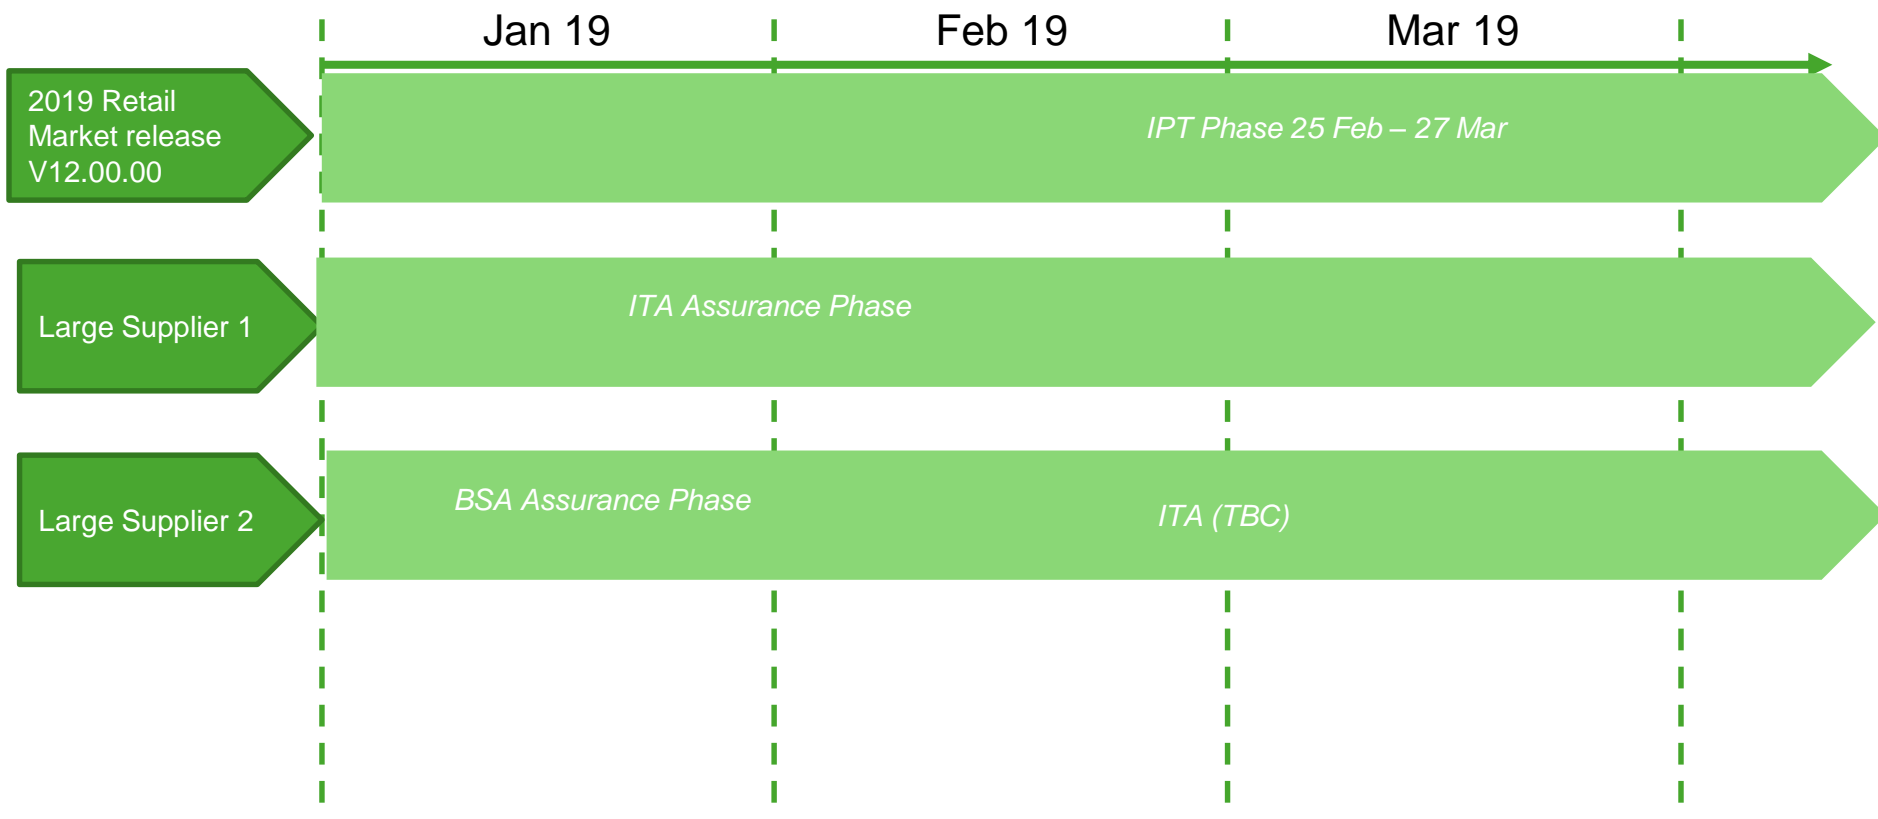 Jan 19
Feb 19
Mar 19
2019 Retail
Market release
V12.00.00
IPT Phase 25 Feb – 27 Mar
Large Supplier 1
ITA Assurance Phase
Large Supplier 2
BSA Assurance Phase
ITA (TBC)